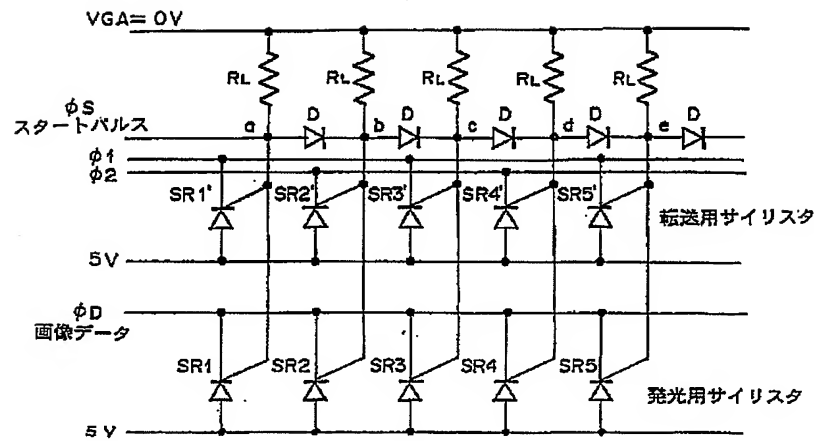 VGA= 0V
RL RL RL RL RL
φS
スタートパルス
a D b D c D d D e D
φ1
φ2
SR1' SR2' SR3' SR4' SR5'
転送用サイリスタ
5V
φD
画像データ
SR1 SR2 SR3 SR4 SR5
発光用サイリスタ
5V